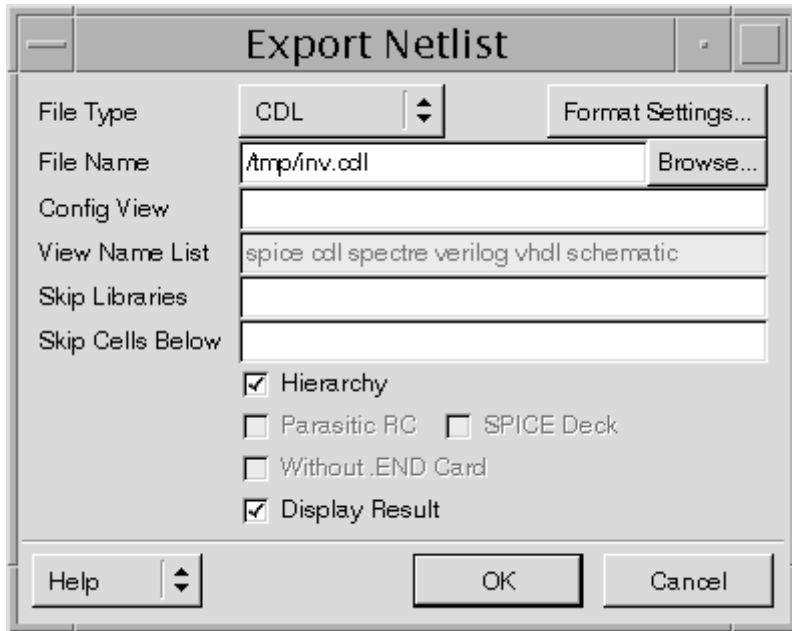 Export Netlist
File Type CDL Format Settings...
File Name /tmp/inv.cdl Browse...
Config View
View Name List spice cdl spectre verilog vhdl schematic
Skip Libraries
Skip Cells Below
Hierarchy
Parasitic RC SPICE Deck
Without .END Card
Display Result
Help OK Cancel